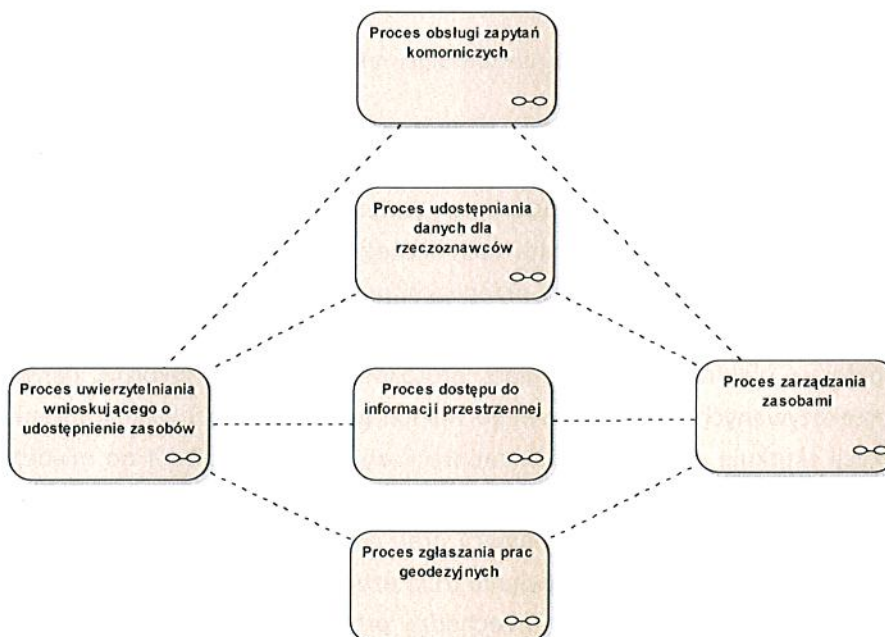 Proces obsługi zapytań
komorniczych
Proces udostępniania
danych dla
rzeczoznawców
Proces uwierzytelniania
wnioskującego o
udostępnienie zasobów
Proces dostępu do
informacji przestrzennej
Proces zarządzania
zasobami
Proces zgłaszania prac
geodezyjnych